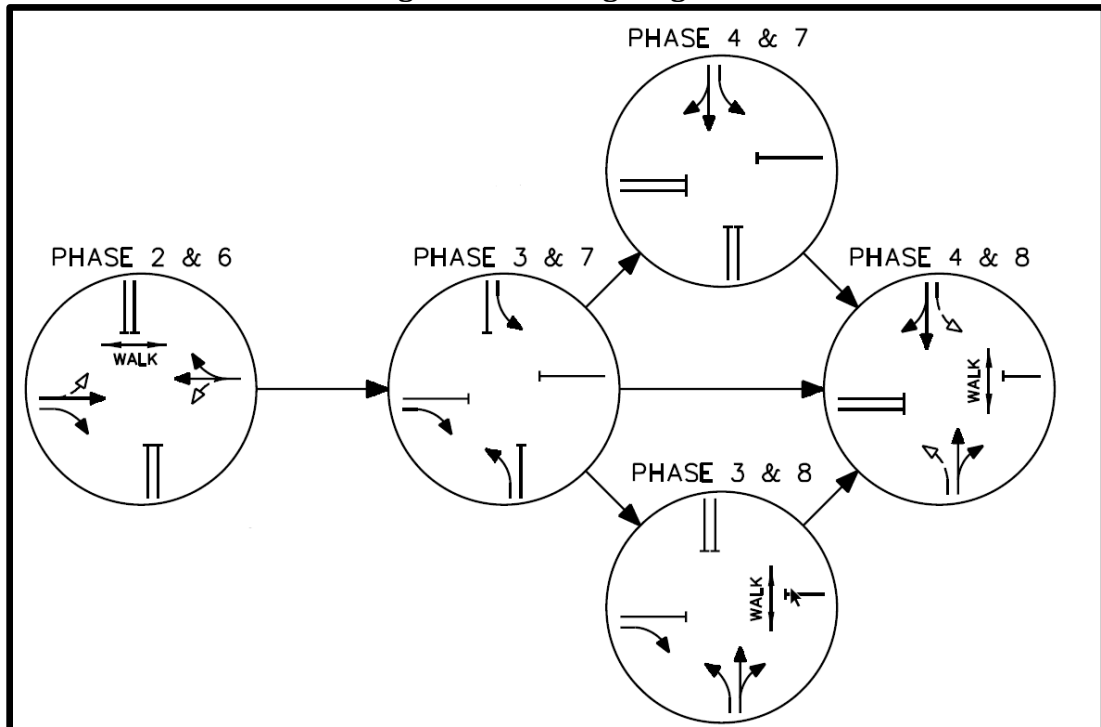 PHASE 4 & 7
PHASE 2 & 6
PHASE 3 & 7
PHASE 4 & 8
WALK
WALK
PHASE 3 & 8
WALK